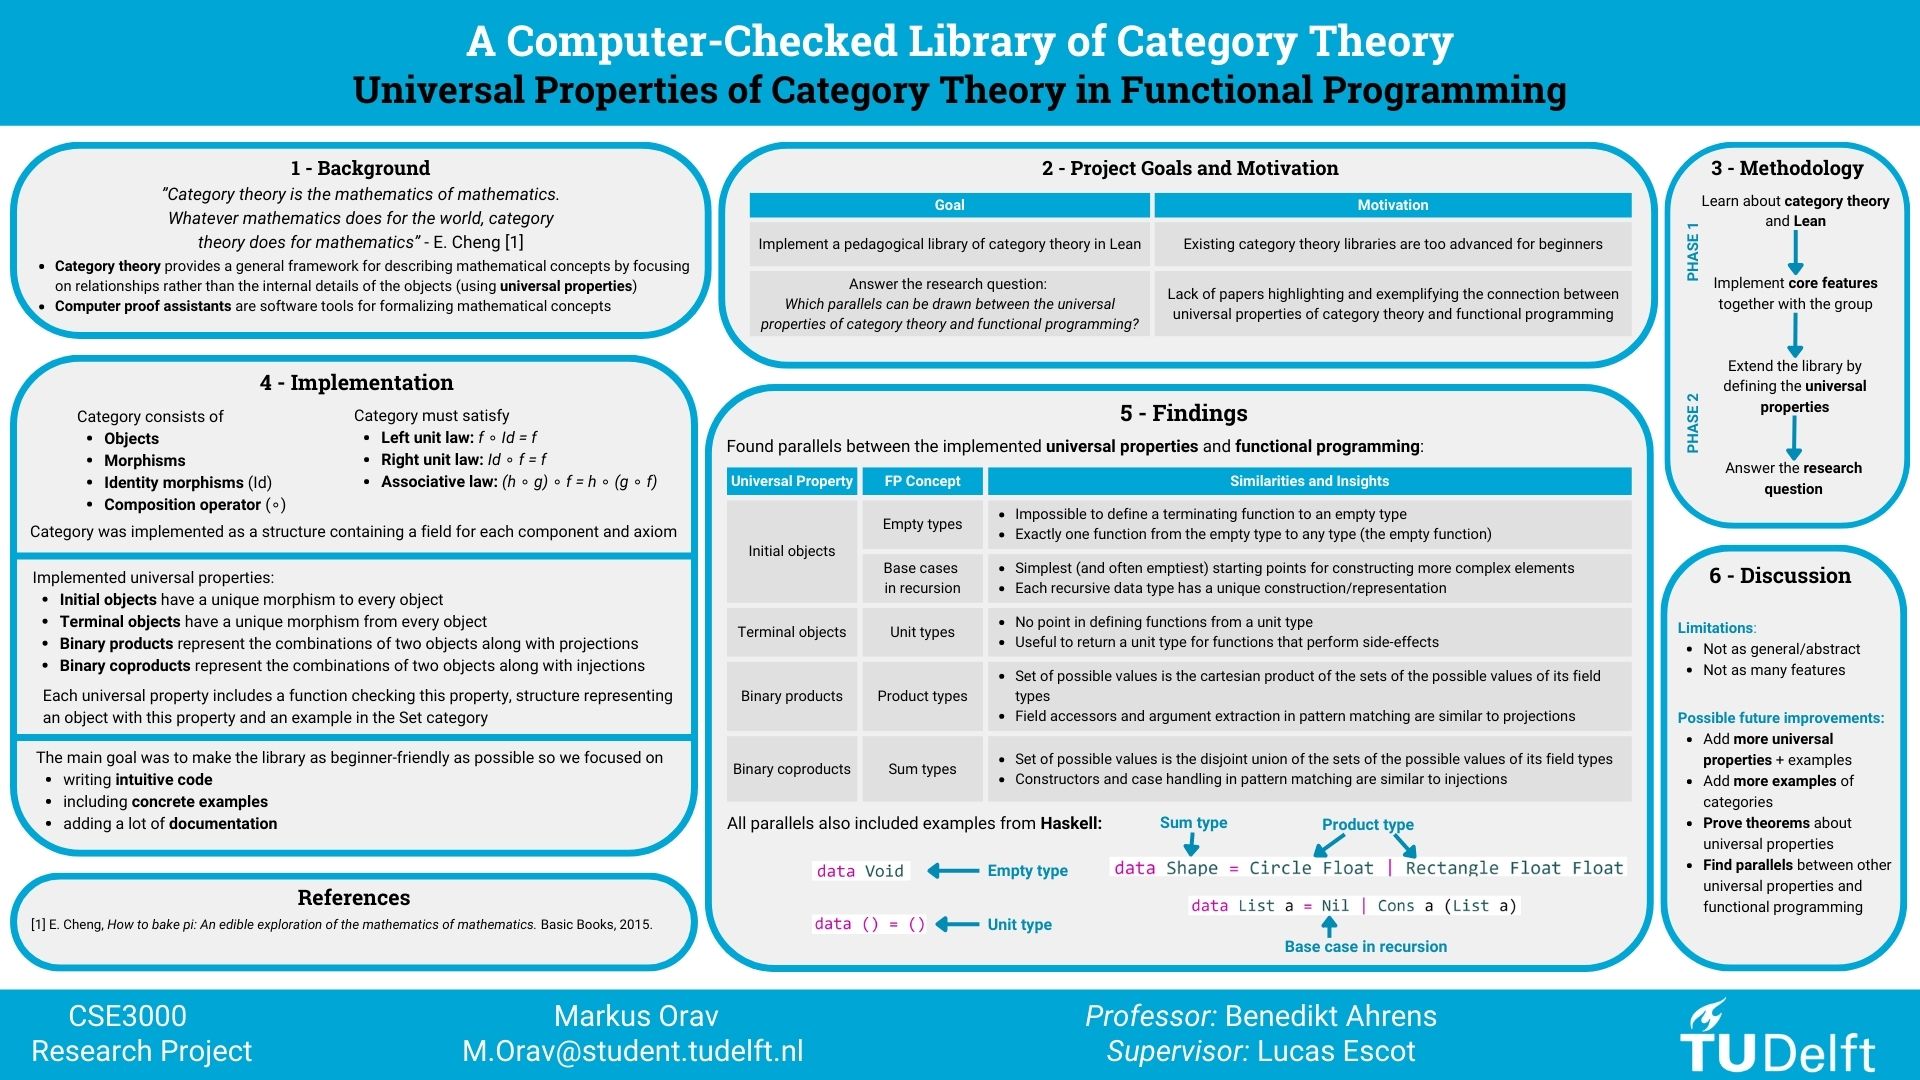 A Computer-Checked Library of Category Theory
Universal Properties of Category Theory in Functional Programming
1 - Background
"Category theory is the mathematics of mathematics.
Whatever mathematics does for the world, category
theory does for mathematics" - E. Cheng [1]
• Category theory provides a general framework for describing mathematical concepts by focusing
on relationships rather than the internal details of the objects (using universal properties)
• Computer proof assistants are software tools for formalizing mathematical concepts
2 - Project Goals and Motivation
Goal
Motivation
Implement a pedagogical library of category theory in Lean
Existing category theory libraries are too advanced for beginners
Answer the research question:
Which parallels can be drawn between the universal
properties of category theory and functional programming?
Lack of papers highlighting and exemplifying the connection between
universal properties of category theory and functional programming
3 - Methodology
PHASE 1
Learn about category theory
and Lean
Implement core features
together with the group
PHASE 2
Extend the library by
defining the universal
properties
Answer the research
question
4 - Implementation
Category consists of
• Objects
• Morphisms
• Identity morphisms (Id)
• Composition operator (∘)
Category must satisfy
• Left unit law: f ∘ Id = f
• Right unit law: Id ∘ f = f
• Associative law: (h ∘ g) ∘ f = h ∘ (g ∘ f)
Category was implemented as a structure containing a field for each component and axiom
Implemented universal properties:
• Initial objects have a unique morphism to every object
• Terminal objects have a unique morphism from every object
• Binary products represent the combinations of two objects along with projections
• Binary coproducts represent the combinations of two objects along with injections
Each universal property includes a function checking this property, structure representing
an object with this property and an example in the Set category
The main goal was to make the library as beginner-friendly as possible so we focused on
• writing intuitive code
• including concrete examples
• adding a lot of documentation
References
[1] E. Cheng, How to bake pi: An edible exploration of the mathematics of mathematics. Basic Books, 2015.
5 - Findings
Found parallels between the implemented universal properties and functional programming:
Universal Property
FP Concept
Similarities and Insights
Initial objects
Empty types
• Impossible to define a terminating function to an empty type
• Exactly one function from the empty type to any type (the empty function)
Base cases
in recursion
• Simplest (and often emptiest) starting points for constructing more complex elements
• Each recursive data type has a unique construction/representation
Terminal objects
Unit types
• No point in defining functions from a unit type
• Useful to return a unit type for functions that perform side-effects
Binary products
Product types
• Set of possible values is the cartesian product of the sets of the possible values of its field
types
• Field accessors and argument extraction in pattern matching are similar to projections
Binary coproducts
Sum types
• Set of possible values is the disjoint union of the sets of the possible values of its field types
• Constructors and case handling in pattern matching are similar to injections
All parallels also included examples from Haskell:
data Void
Empty type
data () = ()
Unit type
Sum type
Product type
data Shape = Circle Float | Rectangle Float Float
data List a = Nil | Cons a (List a)
Base case in recursion
6 - Discussion
Limitations:
• Not as general/abstract
• Not as many features
Possible future improvements:
• Add more universal
properties + examples
• Add more examples of
categories
• Prove theorems about
universal properties
• Find parallels between other
universal properties and
functional programming
CSE3000
Research Project
Markus Orav
M.Orav@student.tudelft.nl
Professor: Benedikt Ahrens
Supervisor: Lucas Escot
TUDelft